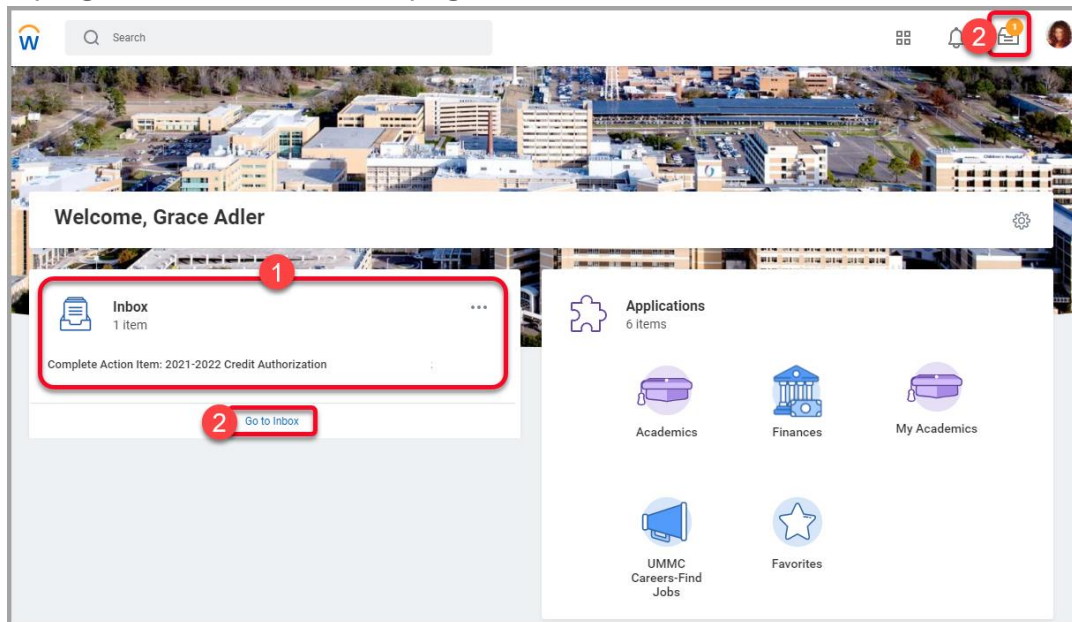 w
Search
2
1
Welcome, Grace Adler
1
Inbox
1 item
Complete Action Item: 2021-2022 Credit Authorization
2
Go to Inbox
Applications
6 items
Academics
Finances
My Academics
UMMC
Careers-Find
Jobs
Favorites